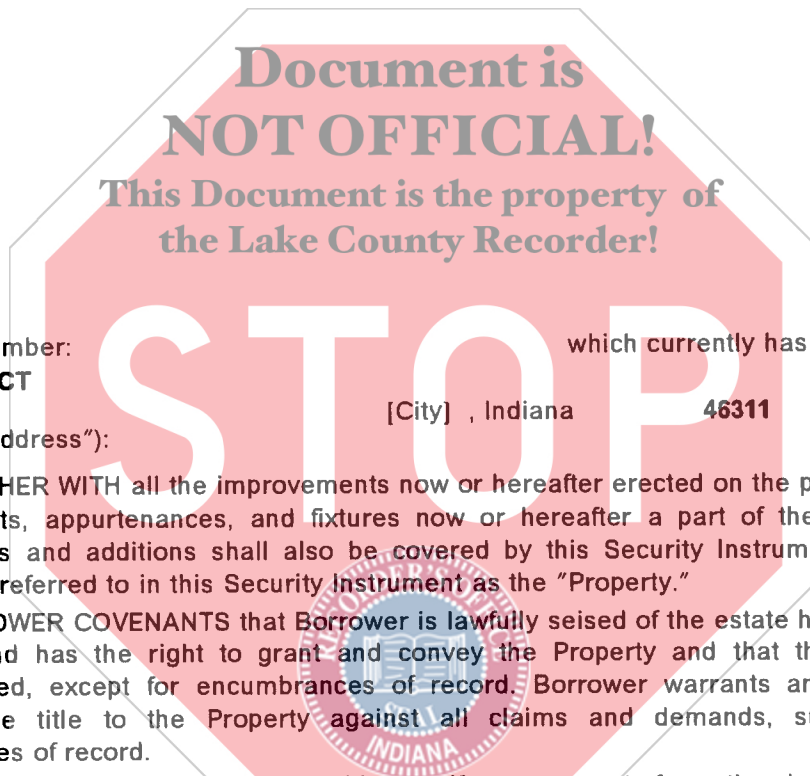 Document is
NOT OFFICIAL!
This Document is the property of
the Lake County Recorder!
STOP
mber: which currently has
CT
[City] , Indiana 46311
ddress"):
HER WITH all the improvements now or hereafter erected on the p
ts, appurtenances, and fixtures now or hereafter a part of the
s and additions shall also be covered by this Security Instrum
referred to in this Security Instrument as the "Property."
OWER COVENANTS that Borrower is lawfully seised of the estate h
d has the right to grant and convey the Property and that th
ed, except for encumbrances of record. Borrower warrants an
e title to the Property against all claims and demands, su
es of record.
RECORDER'S OFFICE
SEAL
INDIANA